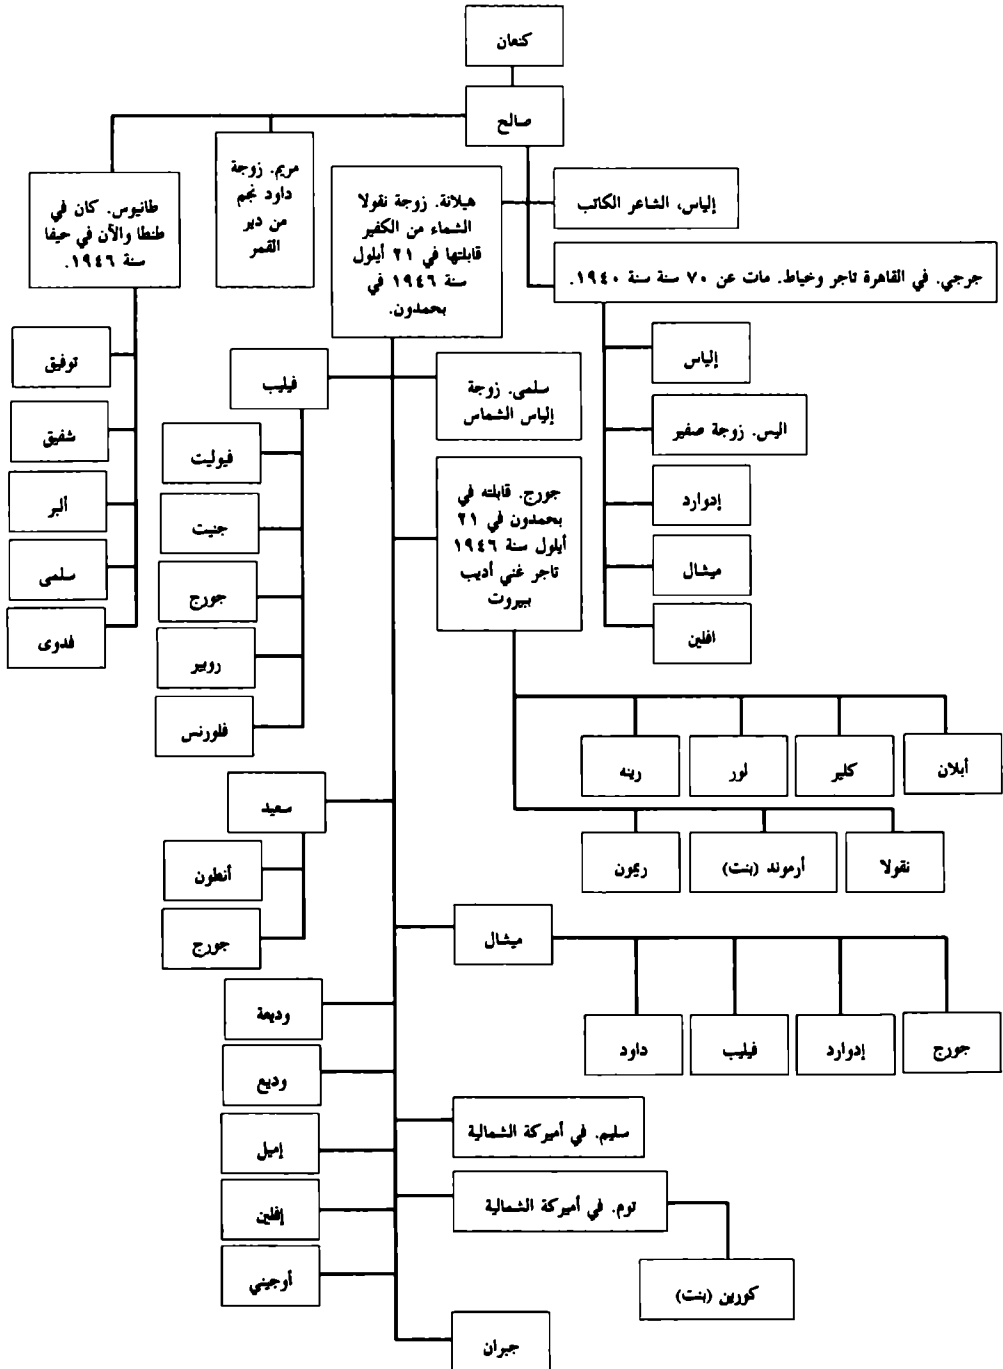 كنعان
صالح
إلياس، الشاعر الكاتب
جرجي. في القاهرة تاجر وخياط. مات عن ٧٠ سنة سنة ١٩٤٠.
إلياس
اليس. زوجة صفير
إدوارد
ميشال
افلين
هيلانة. زوجة نقولا
الشماء من الكفير
قابلتها في ٢١ أيلول
سنة ١٩٤٦ في
بحمدون.
مريم. زوجة
داود نجم
من دير
القمر
طانيوس. كان في
طنطا والآن في حيفا
سنة ١٩٤٦.
توفيق
شفيق
ألبر
سلمى
فدوى
سلمى. زوجة
إلياس الشماس
فيليب
فيوليت
جنيت
جورج
روبير
فلورنس
جورج. قابلته في
بحمدون في ٢١
أيلول سنة ١٩٤٦
تاجر غني أديب
ببيروت
أبلان
كلير
لور
رينه
نقولا
أرموند (بنت)
ريمون
سعيد
أنطون
جورج
ميشال
جورج
إدوارد
فيليب
داود
وديعة
وديع
إميل
إفلين
أوجيني
سليم. في أميركة الشمالية
توم. في أميركة الشمالية
كورين (بنت)
جبران